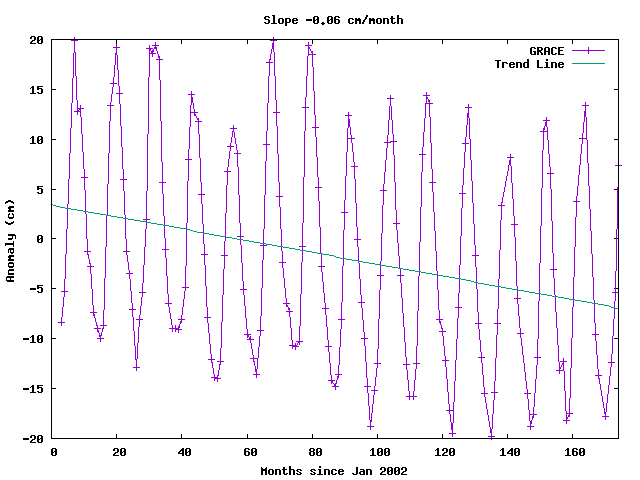 Slope -0.06 cm/month
GRACE
Trend Line
20
15
10
5
0
-5
-10
-15
-20
Anomaly (cm)
0 20 40 60 80 100 120 140 160
Months since Jan 2002